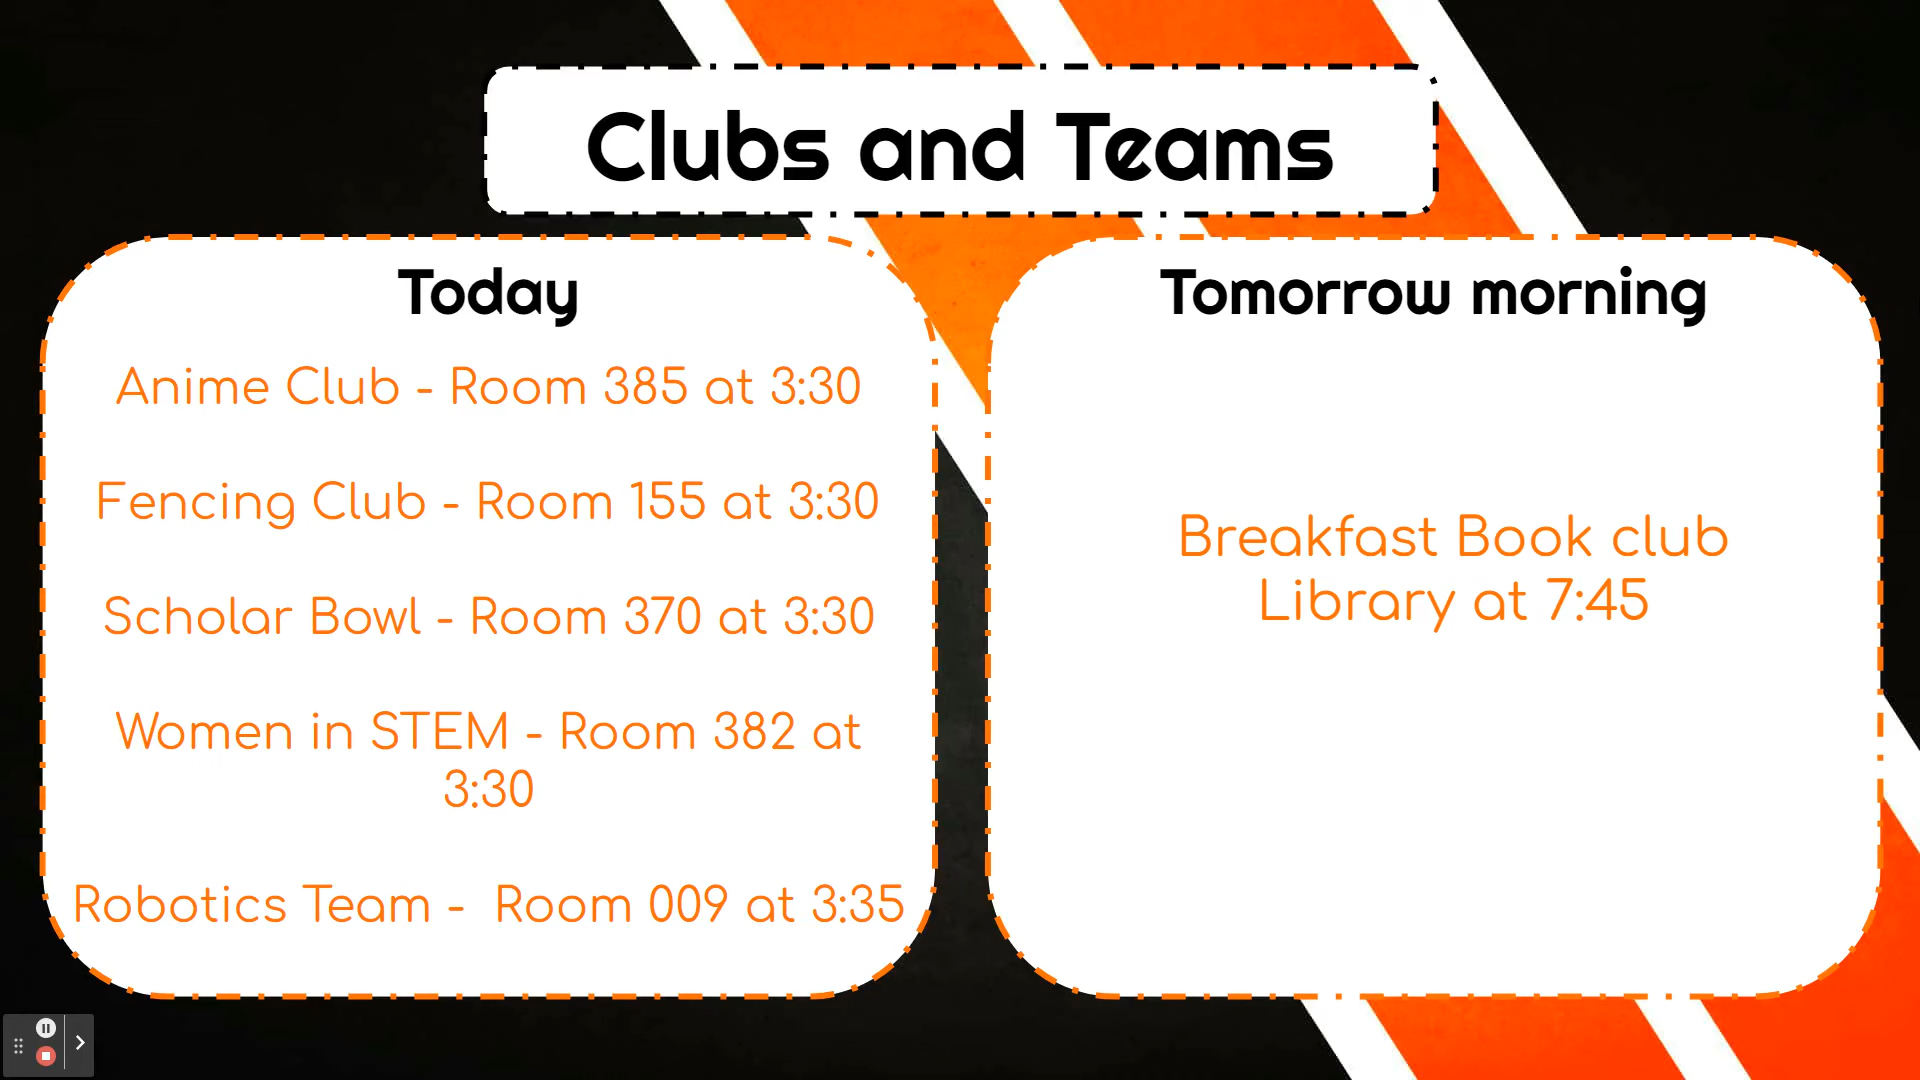 Clubs and Teams
Today
Anime Club - Room 385 at 3:30
Fencing Club - Room 155 at 3:30
Scholar Bowl - Room 370 at 3:30
Women in STEM - Room 382 at
3:30
Robotics Team -  Room 009 at 3:35
Tomorrow morning
Breakfast Book club
Library at 7:45